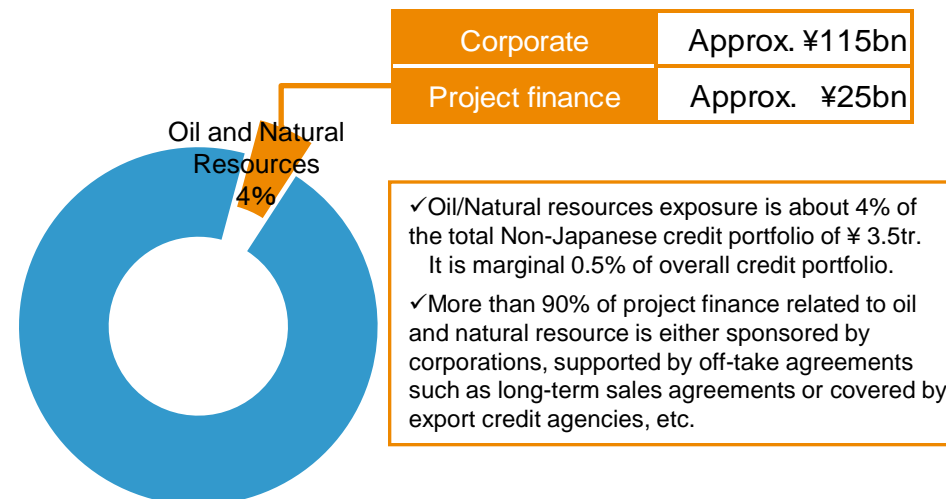 Corporate Approx. ¥115bn
Project finance Approx. ¥25bn
Oil and Natural
Resources
4%
✓Oil/Natural resources exposure is about 4% of
the total Non-Japanese credit portfolio of ¥ 3.5tr.
It is marginal 0.5% of overall credit portfolio.
✓More than 90% of project finance related to oil
and natural resource is either sponsored by
corporations, supported by off-take agreements
such as long-term sales agreements or covered by
export credit agencies, etc.